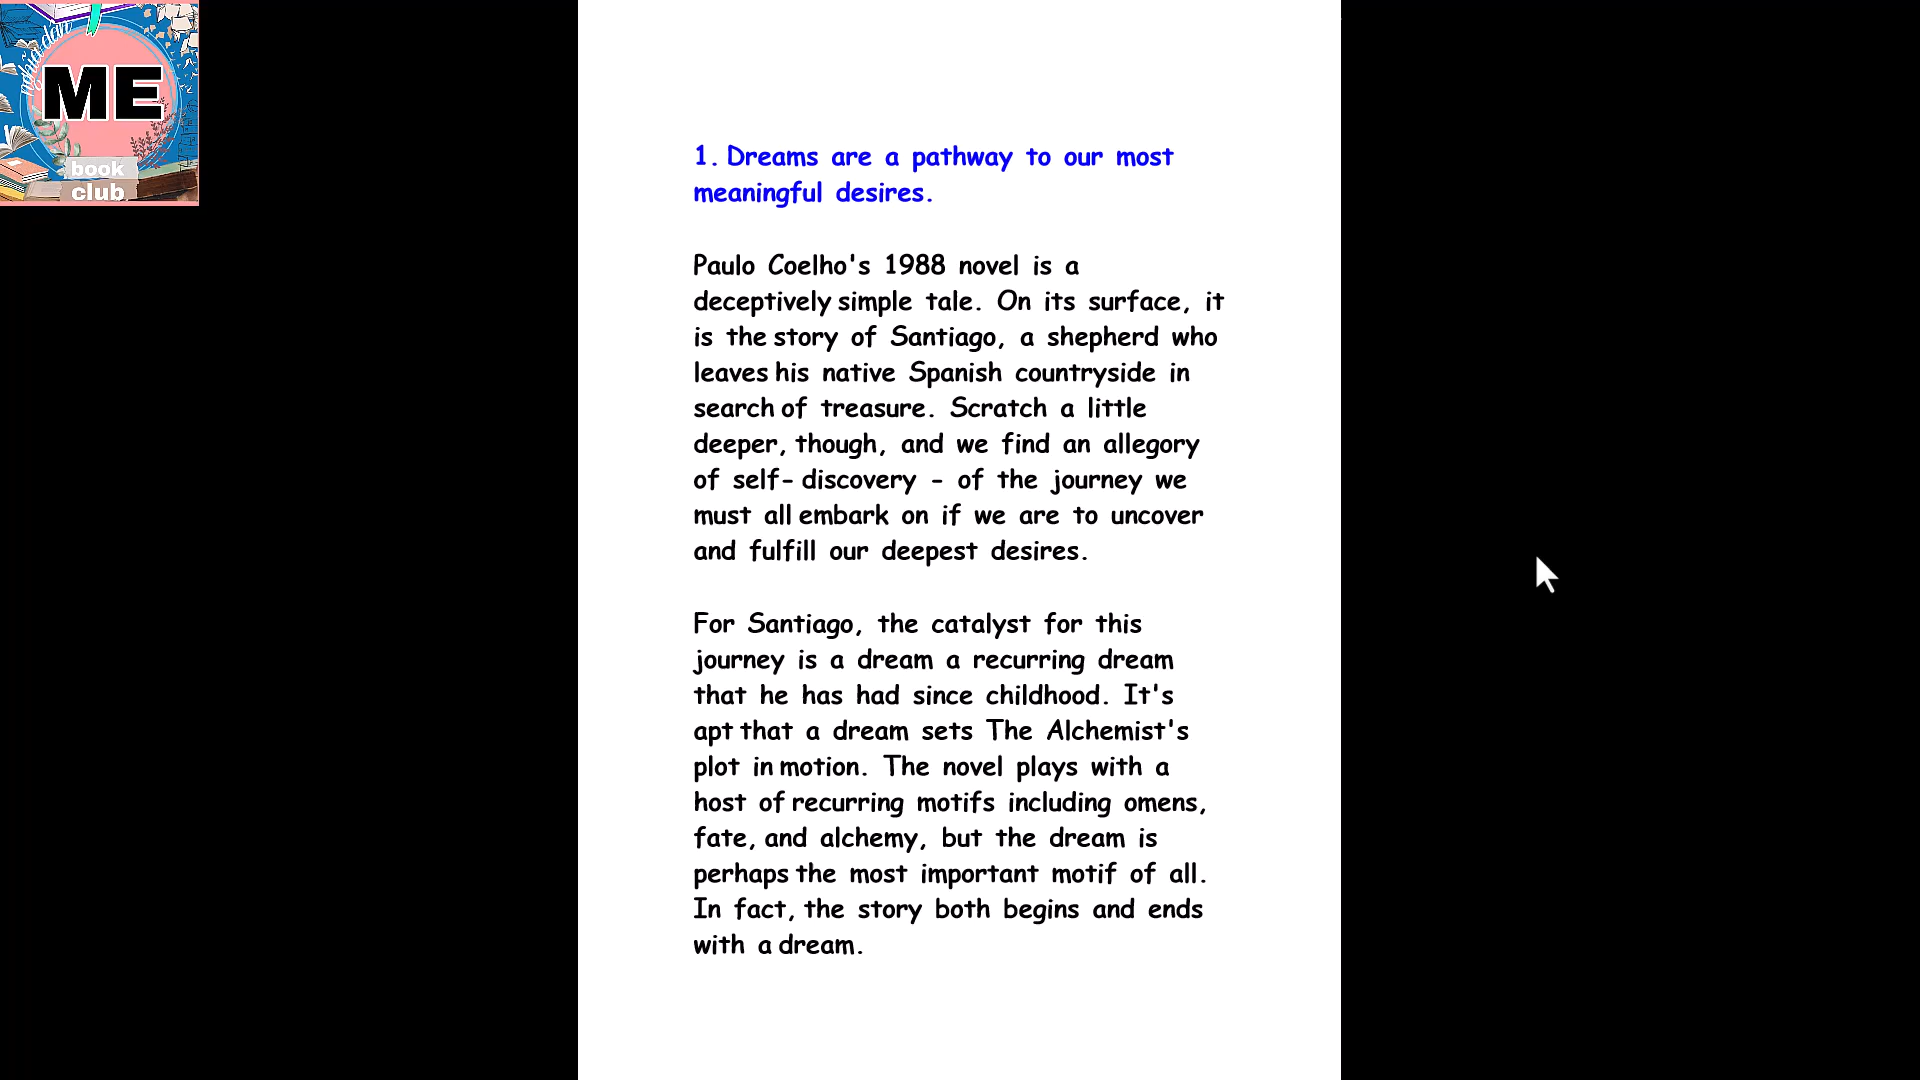 ME
book
club
1. Dreams are a pathway to our most
meaningful desires.
Paulo Coelho's 1988 novel is a
deceptively simple tale. On its surface, it
is the story of Santiago, a shepherd who
leaves his native Spanish countryside in
search of treasure. Scratch a little
deeper, though, and we find an allegory
of self- discovery - of the journey we
must all embark on if we are to uncover
and fulfill our deepest desires.
For Santiago, the catalyst for this
journey is a dream a recurring dream
that he has had since childhood. It's
apt that a dream sets The Alchemist's
plot in motion. The novel plays with a
host of recurring motifs including omens,
fate, and alchemy, but the dream is
perhaps the most important motif of all.
In fact, the story both begins and ends
with a dream.